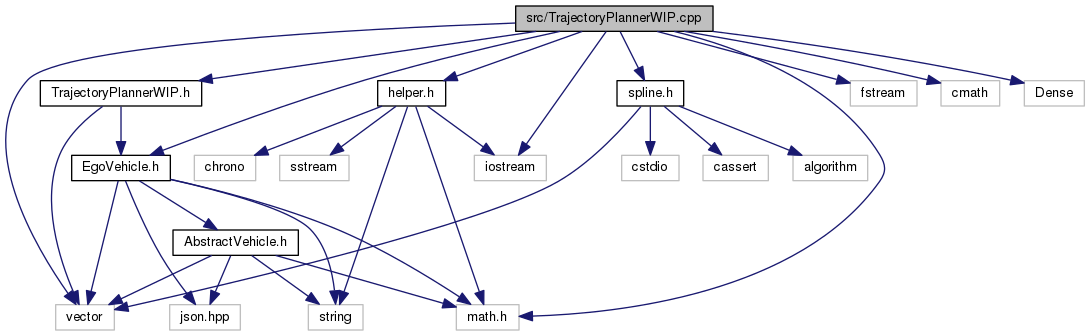 src/TrajectoryPlannerWIP.cpp
TrajectoryPlannerWIP.h
helper.h
spline.h
fstream
cmath
Dense
EgoVehicle.h
chrono
sstream
iostream
cstdio
cassert
algorithm
AbstractVehicle.h
vector
json.hpp
string
math.h